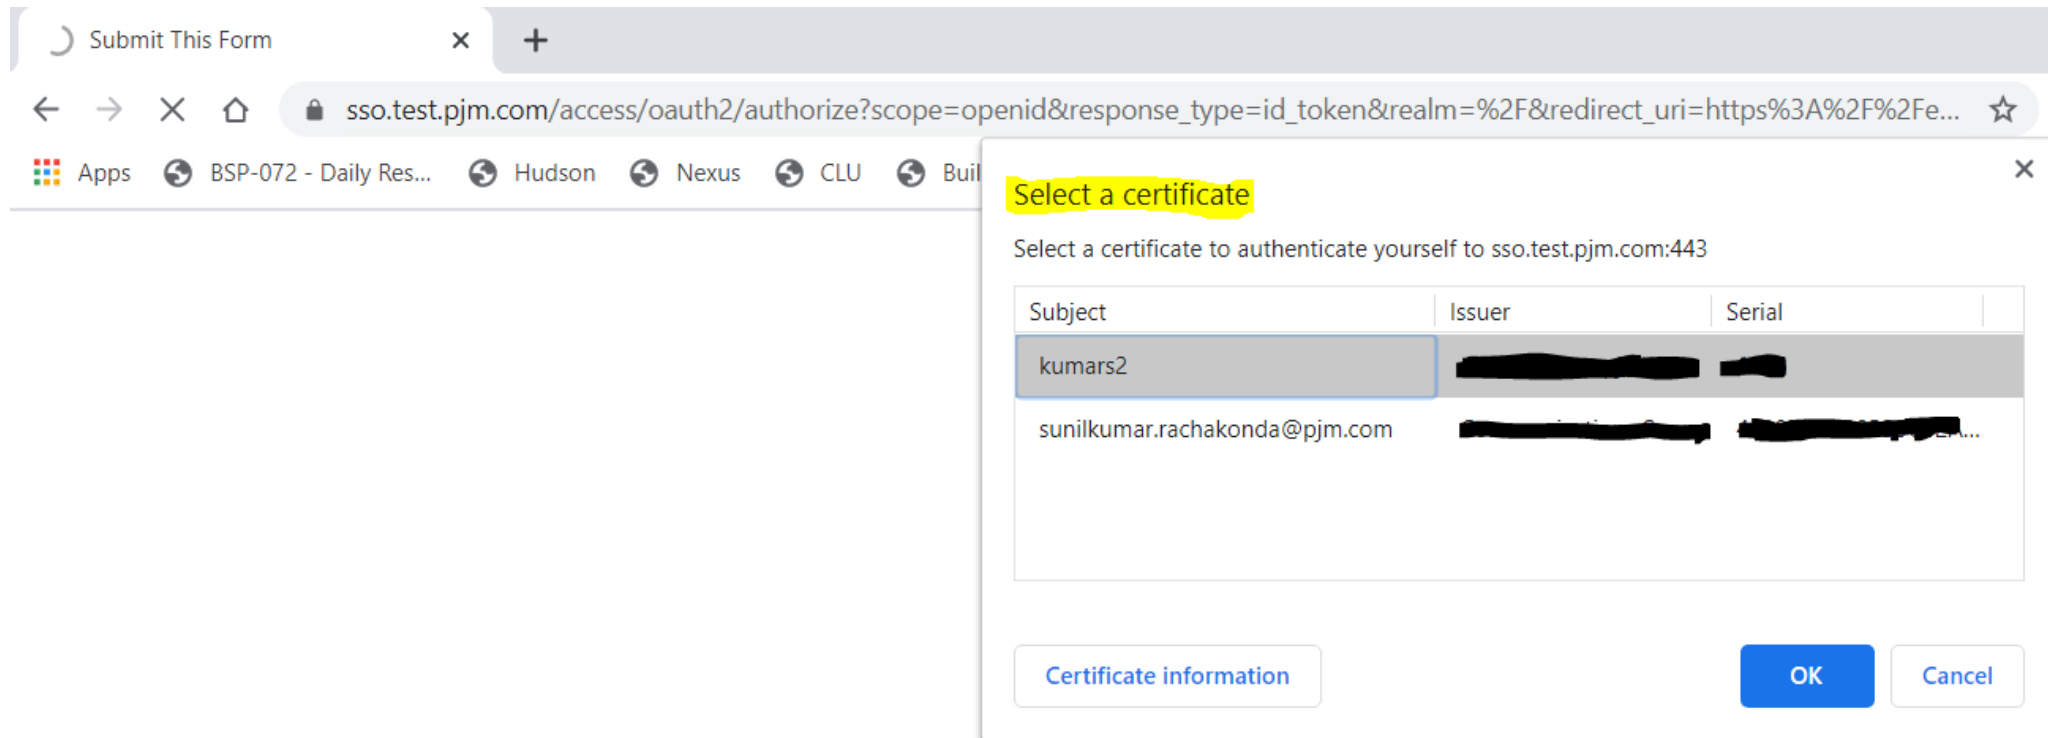 Submit This Form
sso.test.pjm.com/access/oauth2/authorize?scope=openid&response_type=id_token&realm=%2F&redirect_uri=https%3A%2F%2Fe...
Apps BSP-072 - Daily Res... Hudson Nexus CLU Buil
Select a certificate
Select a certificate to authenticate yourself to sso.test.pjm.com:443
Subject Issuer Serial
kumars2
sunilkumar.rachakonda@pjm.com
Certificate information OK Cancel